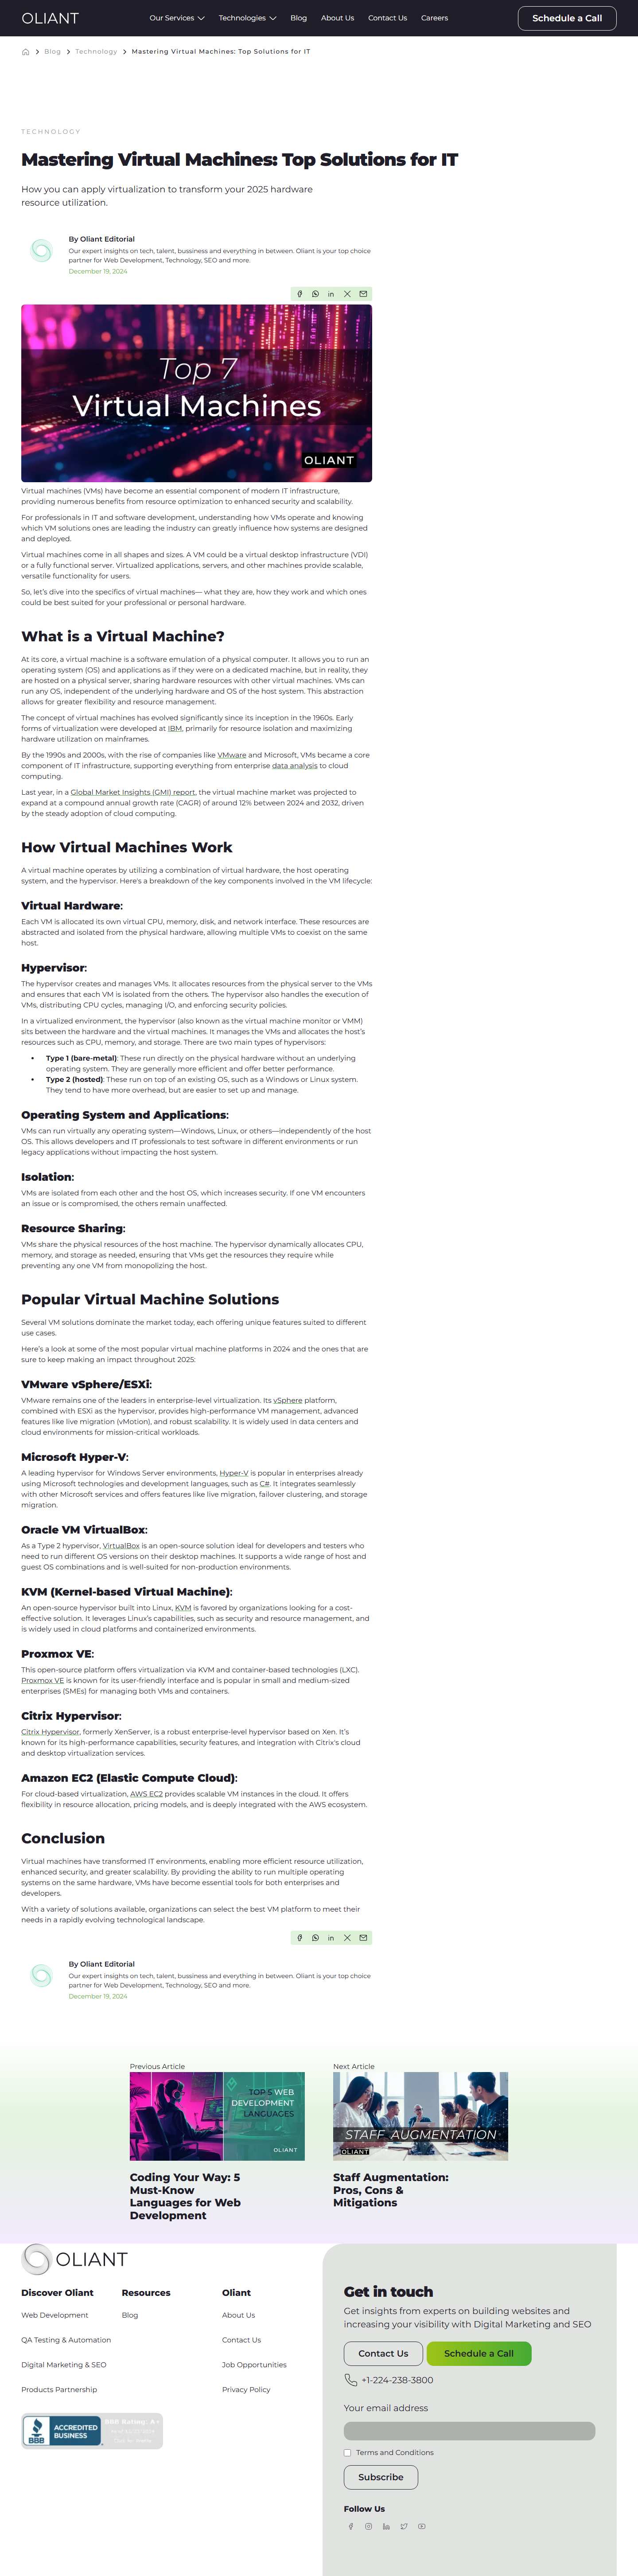 OLIANT
Our Services
Technologies
Blog
About Us
Contact Us
Careers
Schedule a Call
Blog
Technology
Mastering Virtual Machines: Top Solutions for IT
TECHNOLOGY
Mastering Virtual Machines: Top Solutions for IT
How you can apply virtualization to transform your 2025 hardware
resource utilization.
By Oliant Editorial
Our expert insights on tech, talent, bussiness and everything in between. Oliant is your top choice
partner for Web Development, Technology, SEO and more.
December 19, 2024
Top 7
Virtual Machines
OLIANT
Virtual machines (VMs) have become an essential component of modern IT infrastructure,
providing numerous benefits from resource optimization to enhanced security and scalability.
For professionals in IT and software development, understanding how VMs operate and knowing
which VM solutions ones are leading the industry can greatly influence how systems are designed
and deployed.
Virtual machines come in all shapes and sizes. A VM could be a virtual desktop infrastructure (VDI)
or a fully functional server. Virtualized applications, servers, and other machines provide scalable,
versatile functionality for users.
So, let’s dive into the specifics of virtual machines— what they are, how they work and which ones
could be best suited for your professional or personal hardware.
What is a Virtual Machine?
At its core, a virtual machine is a software emulation of a physical computer. It allows you to run an
operating system (OS) and applications as if they were on a dedicated machine, but in reality, they
are hosted on a physical server, sharing hardware resources with other virtual machines. VMs can
run any OS, independent of the underlying hardware and OS of the host system. This abstraction
allows for greater flexibility and resource management.
The concept of virtual machines has evolved significantly since its inception in the 1960s. Early
forms of virtualization were developed at IBM, primarily for resource isolation and maximizing
hardware utilization on mainframes.
By the 1990s and 2000s, with the rise of companies like VMware and Microsoft, VMs became a core
component of IT infrastructure, supporting everything from enterprise data analysis to cloud
computing.
Last year, in a Global Market Insights (GMI) report, the virtual machine market was projected to
expand at a compound annual growth rate (CAGR) of around 12% between 2024 and 2032, driven
by the steady adoption of cloud computing.
How Virtual Machines Work
A virtual machine operates by utilizing a combination of virtual hardware, the host operating
system, and the hypervisor. Here's a breakdown of the key components involved in the VM lifecycle:
Virtual Hardware:
Each VM is allocated its own virtual CPU, memory, disk, and network interface. These resources are
abstracted and isolated from the physical hardware, allowing multiple VMs to coexist on the same
host.
Hypervisor:
The hypervisor creates and manages VMs. It allocates resources from the physical server to the VMs
and ensures that each VM is isolated from the others. The hypervisor also handles the execution of
VMs, distributing CPU cycles, managing I/O, and enforcing security policies.
In a virtualized environment, the hypervisor (also known as the virtual machine monitor or VMM)
sits between the hardware and the virtual machines. It manages the VMs and allocates the host’s
resources such as CPU, memory, and storage. There are two main types of hypervisors:
• Type 1 (bare-metal): These run directly on the physical hardware without an underlying
operating system. They are generally more efficient and offer better performance.
• Type 2 (hosted): These run on top of an existing OS, such as a Windows or Linux system.
They tend to have more overhead, but are easier to set up and manage.
Operating System and Applications:
VMs can run virtually any operating system—Windows, Linux, or others—independently of the host
OS. This allows developers and IT professionals to test software in different environments or run
legacy applications without impacting the host system.
Isolation:
VMs are isolated from each other and the host OS, which increases security. If one VM encounters
an issue or is compromised, the others remain unaffected.
Resource Sharing:
VMs share the physical resources of the host machine. The hypervisor dynamically allocates CPU,
memory, and storage as needed, ensuring that VMs get the resources they require while
preventing any one VM from monopolizing the host.
Popular Virtual Machine Solutions
Several VM solutions dominate the market today, each offering unique features suited to different
use cases.
Here’s a look at some of the most popular virtual machine platforms in 2024 and the ones that are
sure to keep making an impact throughout 2025:
VMware vSphere/ESXi:
VMware remains one of the leaders in enterprise-level virtualization. Its vSphere platform,
combined with ESXi as the hypervisor, provides high-performance VM management, advanced
features like live migration (vMotion), and robust scalability. It is widely used in data centers and
cloud environments for mission-critical workloads.
Microsoft Hyper-V:
A leading hypervisor for Windows Server environments, Hyper-V is popular in enterprises already
using Microsoft technologies and development languages, such as C#. It integrates seamlessly
with other Microsoft services and offers features like live migration, failover clustering, and storage
migration.
Oracle VM VirtualBox:
As a Type 2 hypervisor, VirtualBox is an open-source solution ideal for developers and testers who
need to run different OS versions on their desktop machines. It supports a wide range of host and
guest OS combinations and is well-suited for non-production environments.
KVM (Kernel-based Virtual Machine):
An open-source hypervisor built into Linux, KVM is favored by organizations looking for a cost-
effective solution. It leverages Linux’s capabilities, such as security and resource management, and
is widely used in cloud platforms and containerized environments.
Proxmox VE:
This open-source platform offers virtualization via KVM and container-based technologies (LXC).
Proxmox VE is known for its user-friendly interface and is popular in small and medium-sized
enterprises (SMEs) for managing both VMs and containers.
Citrix Hypervisor:
Citrix Hypervisor, formerly XenServer, is a robust enterprise-level hypervisor based on Xen. It’s
known for its high-performance capabilities, security features, and integration with Citrix's cloud
and desktop virtualization services.
Amazon EC2 (Elastic Compute Cloud):
For cloud-based virtualization, AWS EC2 provides scalable VM instances in the cloud. It offers
flexibility in resource allocation, pricing models, and is deeply integrated with the AWS ecosystem.
Conclusion
Virtual machines have transformed IT environments, enabling more efficient resource utilization,
enhanced security, and greater scalability. By providing the ability to run multiple operating
systems on the same hardware, VMs have become essential tools for both enterprises and
developers.
With a variety of solutions available, organizations can select the best VM platform to meet their
needs in a rapidly evolving technological landscape.
By Oliant Editorial
Our expert insights on tech, talent, bussiness and everything in between. Oliant is your top choice
partner for Web Development, Technology, SEO and more.
December 19, 2024
Previous Article
TOP 5 WEB
DEVELOPMENT
LANGUAGES
OLIANT
Coding Your Way: 5
Must-Know
Languages for Web
Development
Next Article
STAFF AUGMENTATION
OLIANT
Staff Augmentation:
Pros, Cons &
Mitigations
OLIANT
Discover Oliant
Web Development
QA Testing & Automation
Digital Marketing & SEO
Products Partnership
Resources
Blog
Oliant
About Us
Contact Us
Job Opportunities
Privacy Policy
BBB
ACCREDITED
BUSINESS
BBB Rating: A+
Get in touch
Get insights from experts on building websites and
increasing your visibility with Digital Marketing and SEO
Contact Us
Schedule a Call
+1-224-238-3800
Your email address
Terms and Conditions
Subscribe
Follow Us